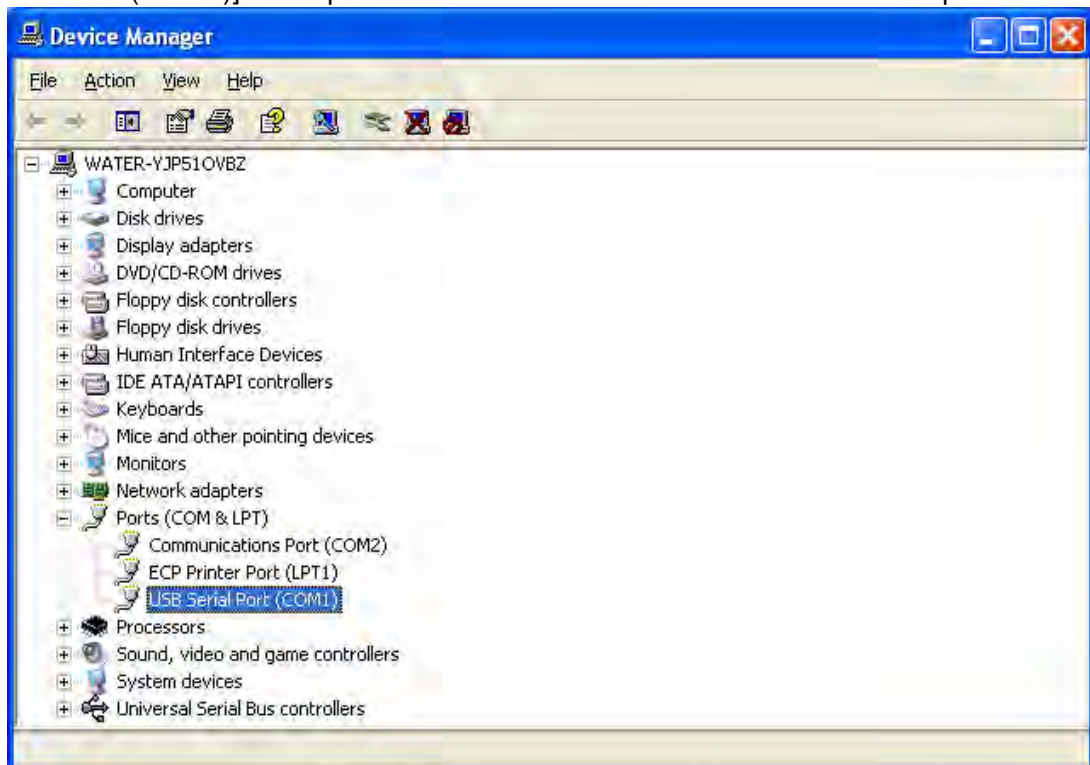 Device Manager
File Action View Help
WATER-YJP51OVBZ
Computer
Disk drives
Display adapters
DVD/CD-ROM drives
Floppy disk controllers
Floppy disk drives
Human Interface Devices
IDE ATA/ATAPI controllers
Keyboards
Mice and other pointing devices
Monitors
Network adapters
Ports (COM & LPT)
Communications Port (COM2)
ECP Printer Port (LPT1)
USB Serial Port (COM1)
Processors
Sound, video and game controllers
System devices
Universal Serial Bus controllers